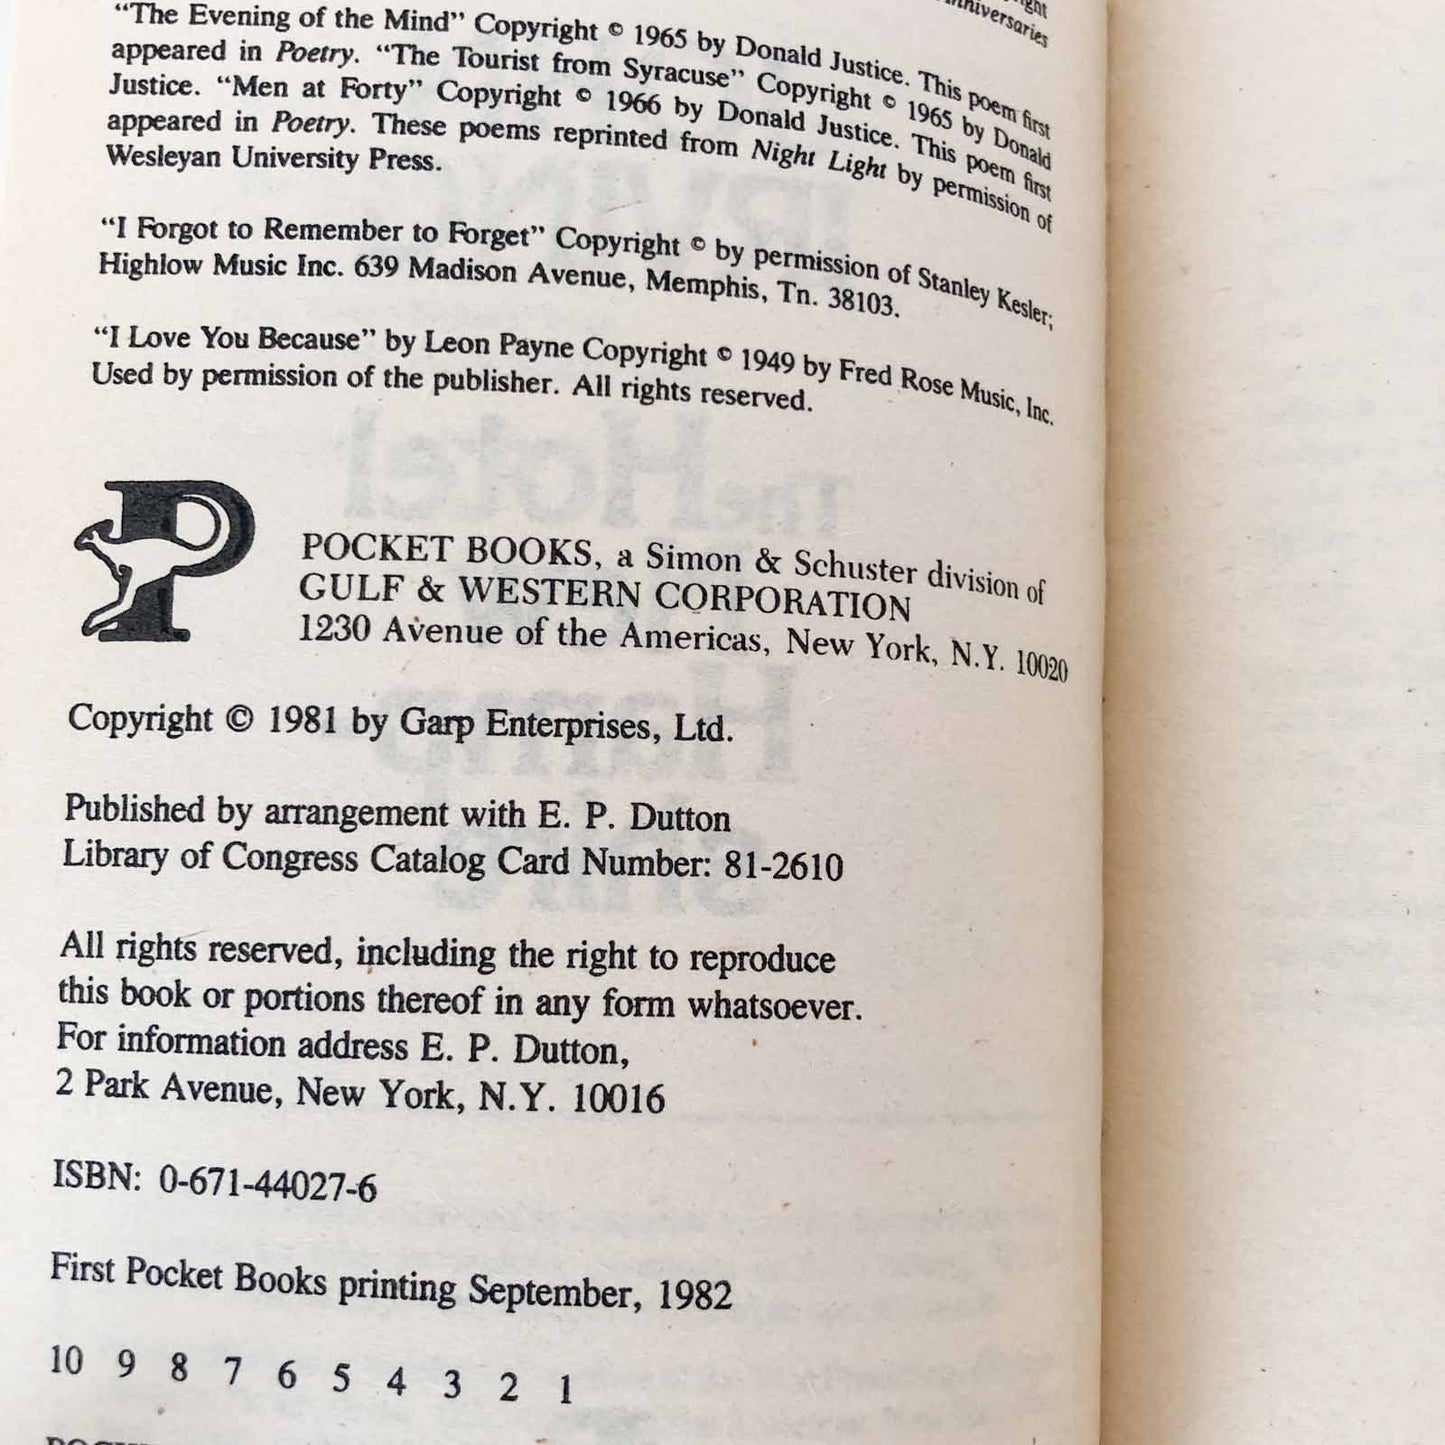 nniversaries
“The Evening of the Mind” Copyright © 1965 by Donald Justice. This poem first
appeared in Poetry. “The Tourist from Syracuse” Copyright © 1965 by Donald
Justice. “Men at Forty” Copyright © 1966 by Donald Justice. This poem first
appeared in Poetry. These poems reprinted from Night Light by permission of
Wesleyan University Press.
“I Forgot to Remember to Forget” Copyright © by permission of Stanley Kesler;
Highlow Music Inc. 639 Madison Avenue, Memphis, Tn. 38103.
“I Love You Because” by Leon Payne Copyright © 1949 by Fred Rose Music, Inc.
Used by permission of the publisher. All rights reserved.
P
POCKET BOOKS, a Simon & Schuster division of
GULF & WESTERN CORPORATION
1230 Avenue of the Americas, New York, N.Y. 10020
Copyright © 1981 by Garp Enterprises, Ltd.
Published by arrangement with E. P. Dutton
Library of Congress Catalog Card Number: 81-2610
All rights reserved, including the right to reproduce
this book or portions thereof in any form whatsoever.
For information address E. P. Dutton,
2 Park Avenue, New York, N.Y. 10016
ISBN: 0-671-44027-6
First Pocket Books printing September, 1982
10 9 8 7 6 5 4 3 2 1